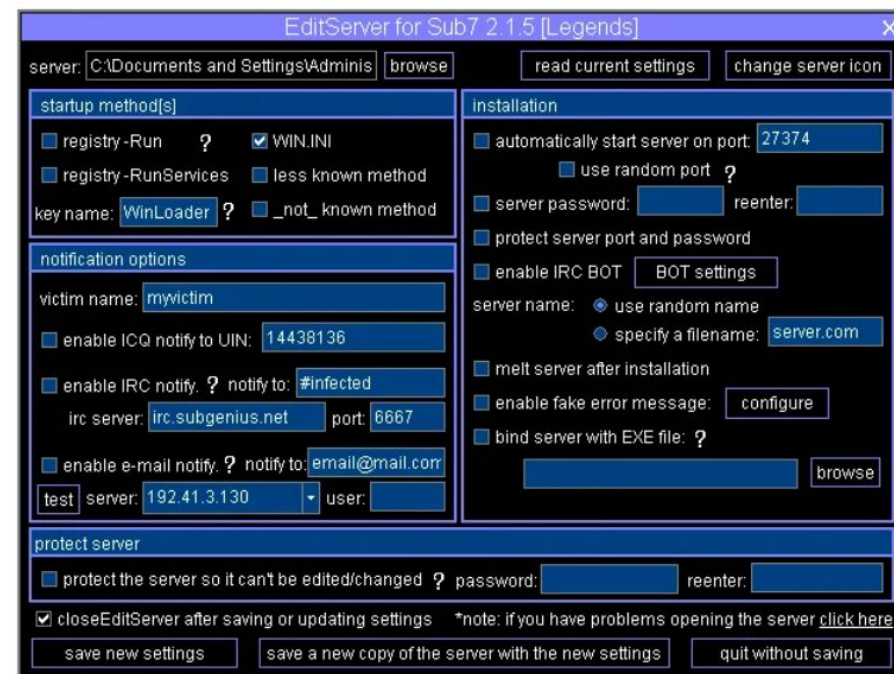 EditServer for Sub7 2.1.5 [Legends]
server: C:\Documents and Settings\Adminis browse read current settings change server icon
startup method[s]
registry -Run ? WIN.INI
registry -RunServices less known method
key name: WinLoader ? _not_ known method
notification options
victim name: myvictim
enable ICQ notify to UIN: 14438136
enable IRC notify. ? notify to: #infected
irc server: irc.subgenius.net port: 6667
enable e-mail notify. ? notify to: email@mail.com
test server: 192.41.3.130 user:
installation
automatically start server on port: 27374
use random port ?
server password: reenter:
protect server port and password
enable IRC BOT BOT settings
server name: use random name
specify a filename: server.com
melt server after installation
enable fake error message: configure
bind server with EXE file: ?
browse
protect server
protect the server so it can't be edited/changed ? password: reenter:
closeEditServer after saving or updating settings *note: if you have problems opening the server click here
save new settings save a new copy of the server with the new settings quit without saving